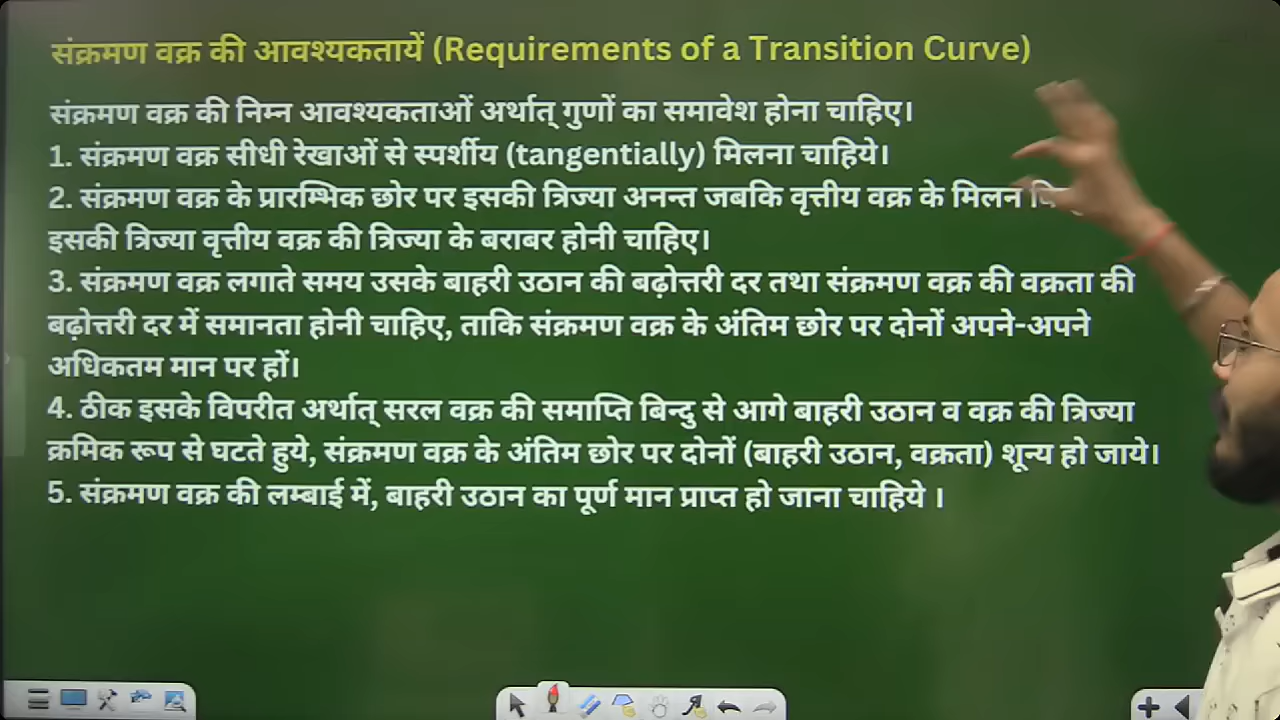 संक्रमण वक्र की आवश्यकतायें (Requirements of a Transition Curve)
संक्रमण वक्र की निम्न आवश्यकताओं अर्थात् गुणों का समावेश होना चाहिए।
1. संक्रमण वक्र सीधी रेखाओं से स्पर्शीय (tangentially) मिलना चाहिये।
2. संक्रमण वक्र के प्रारम्भिक छोर पर इसकी त्रिज्या अनन्त जबकि वृत्तीय वक्र के मिलन
इसकी त्रिज्या वृत्तीय वक्र की त्रिज्या के बराबर होनी चाहिए।
3. संक्रमण वक्र लगाते समय उसके बाहरी उठान की बढ़ोत्तरी दर तथा संक्रमण वक्र की वक्रता की
बढ़ोत्तरी दर में समानता होनी चाहिए, ताकि संक्रमण वक्र के अंतिम छोर पर दोनों अपने-अपने
अधिकतम मान पर हों।
4. ठीक इसके विपरीत अर्थात् सरल वक्र की समाप्ति बिन्दु से आगे बाहरी उठान व वक्र की त्रिज्या
क्रमिक रूप से घटते हुये, संक्रमण वक्र के अंतिम छोर पर दोनों (बाहरी उठान, वक्रता) शून्य हो जाये।
5. संक्रमण वक्र की लम्बाई में, बाहरी उठान का पूर्ण मान प्राप्त हो जाना चाहिये ।